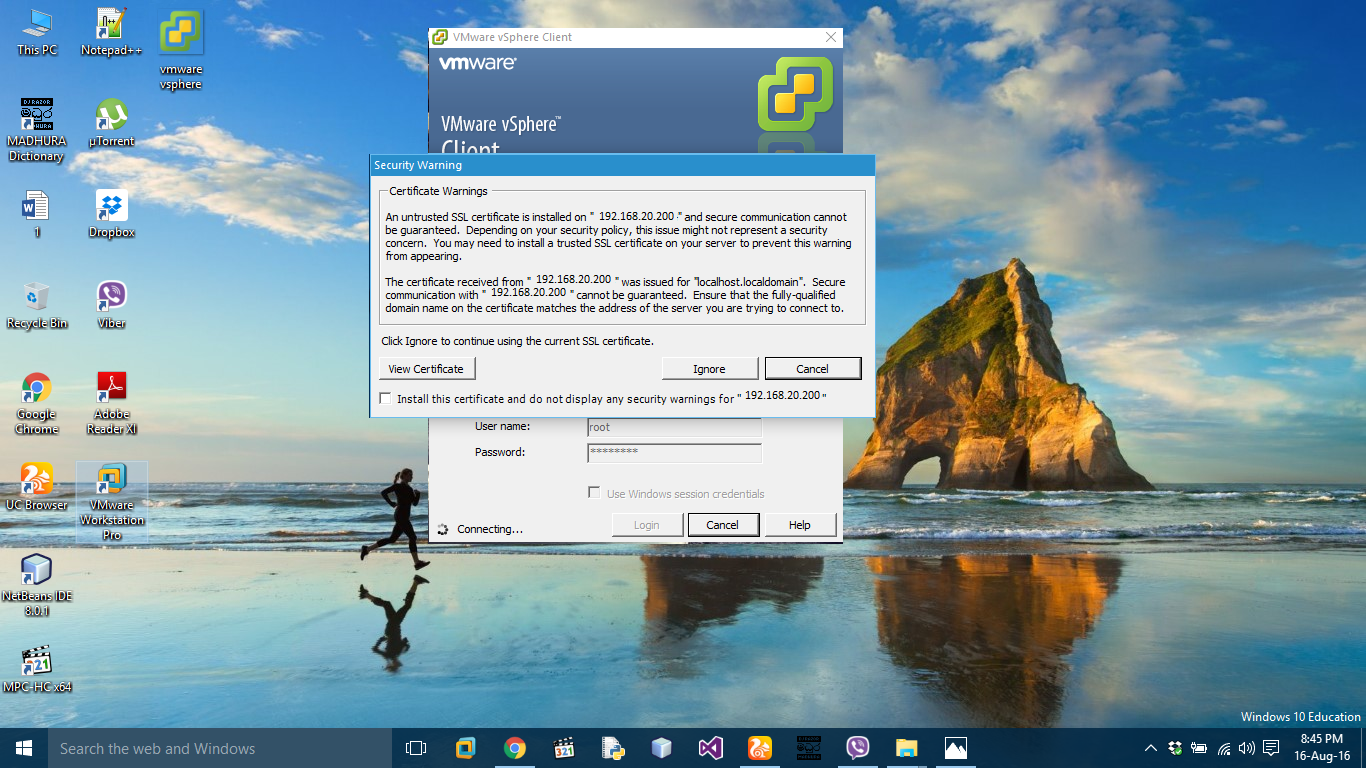 This PC
Notepad++
vmware
vsphere
DJ RAZOR
MADHURA
Dictionary
µTorrent
1
Dropbox
Recycle Bin
Viber
Google
Chrome
Adobe
Reader XI
UC Browser
VMware
Workstation
Pro
NetBeans IDE
8.0.1
321
MPC-HC x64
VMware vSphere Client
vmware®
VMware vSphere™
Client
Security Warning
Certificate Warnings
An untrusted SSL certificate is installed on " 192.168.20.200 " and secure communication cannot
be guaranteed. Depending on your security policy, this issue might not represent a security
concern. You may need to install a trusted SSL certificate on your server to prevent this warning
from appearing.
The certificate received from " 192.168.20.200 " was issued for "localhost.localdomain". Secure
communication with " 192.168.20.200 " cannot be guaranteed. Ensure that the fully-qualified
domain name on the certificate matches the address of the server you are trying to connect to.
Click Ignore to continue using the current SSL certificate.
View Certificate
Ignore
Cancel
Install this certificate and do not display any security warnings for " 192.168.20.200 "
User name:
root
Password:
********
Use Windows session credentials
Connecting...
Login
Cancel
Help
Windows 10 Education
Search the web and Windows
321
8:45 PM
16-Aug-16